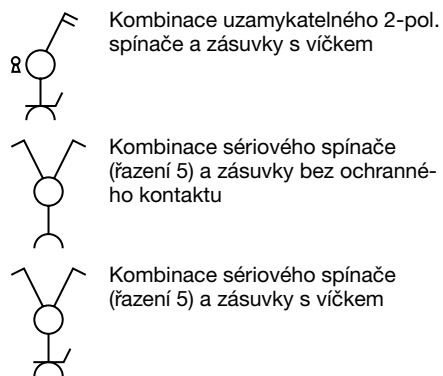 Kombinace uzamykatelného 2-pol.
spínače a zásuvky s víčkem
Kombinace sériového spínače
(řazení 5) a zásuvky bez ochranné-
ho kontaktu
Kombinace sériového spínače
(řazení 5) a zásuvky s víčkem